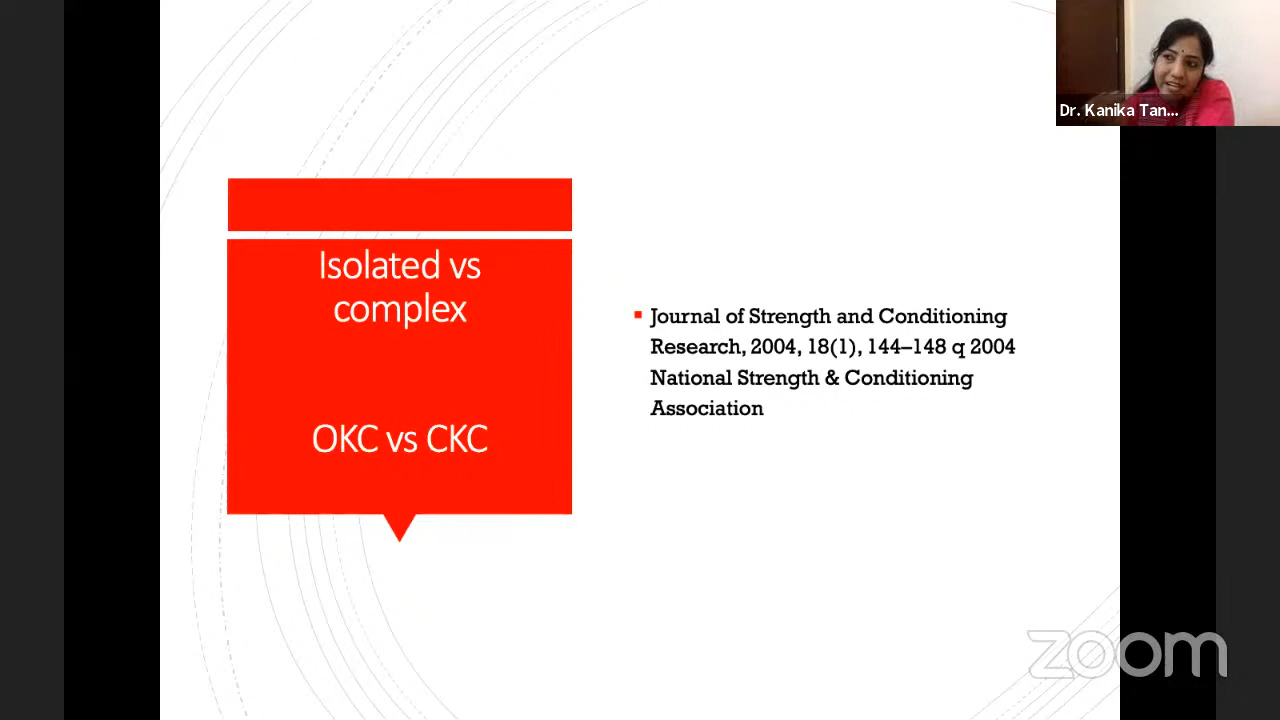 Dr. Kanika Tan...
Isolated vs
complex
OKC vs CKC
Journal of Strength and Conditioning
Research, 2004, 18(1), 144–148 q 2004
National Strength & Conditioning
Association
zoom